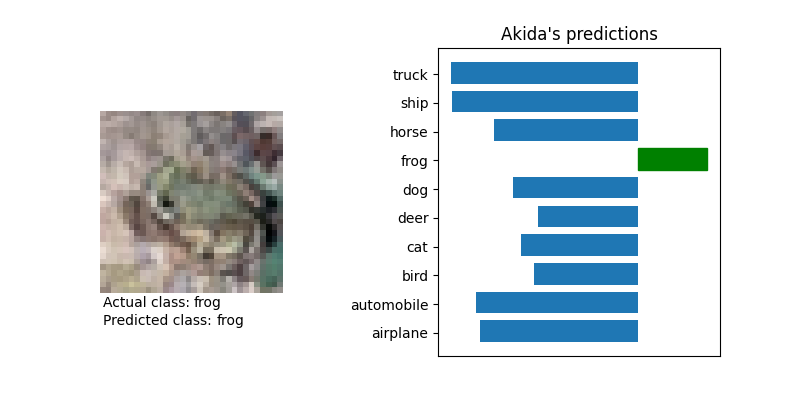 Akida's predictions
truck
ship
horse
frog
dog
deer
cat
bird
automobile
airplane
Actual class: frog
Predicted class: frog